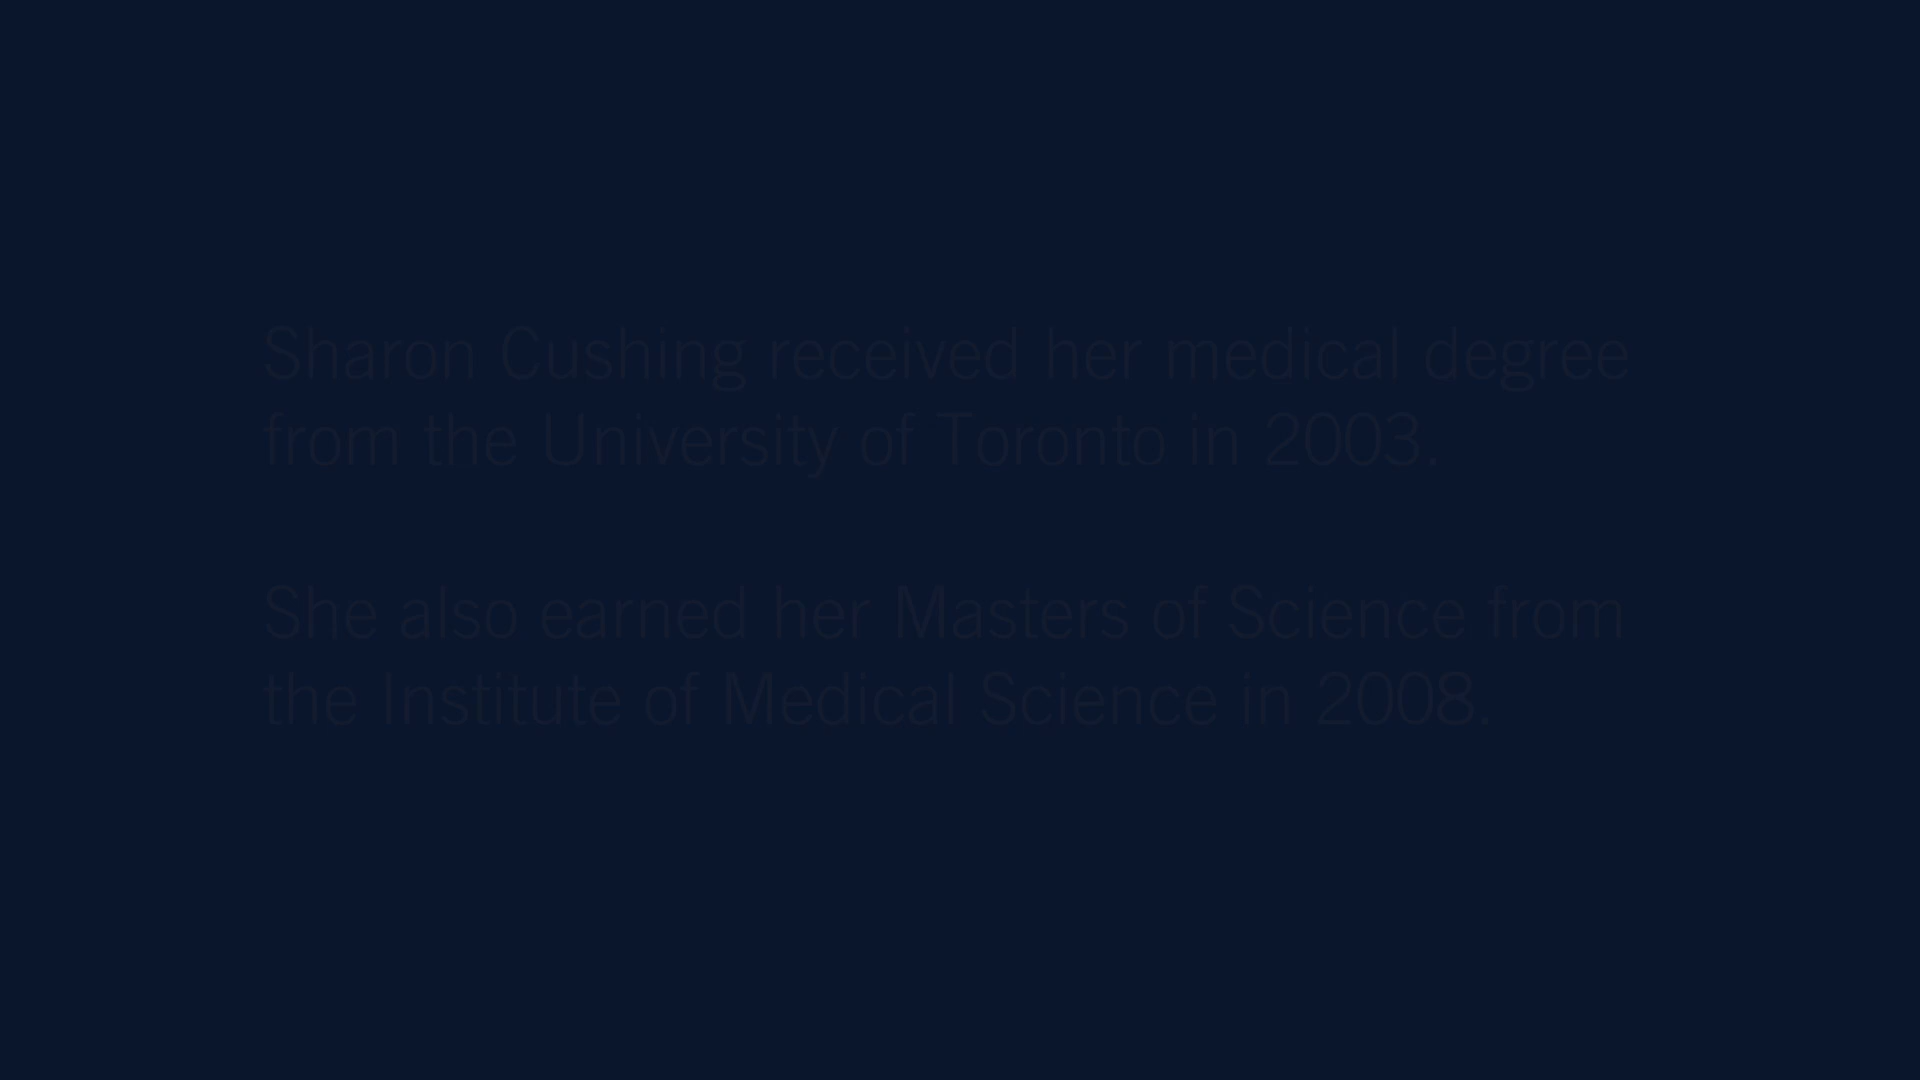 Sharon Cushing received her medical degree
from the University of Toronto in 2003.
She also earned her Masters of Science from
the Institute of Medical Science in 2008.